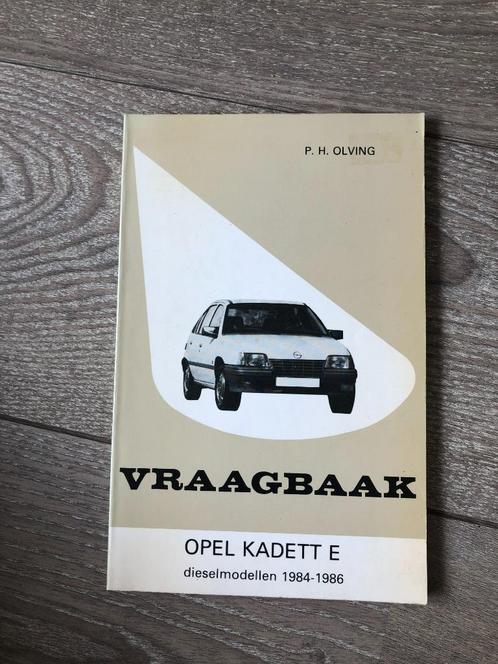 P. H. OLVING
VRAAGBAAK
OPEL KADETT E
dieselmodellen 1984-1986